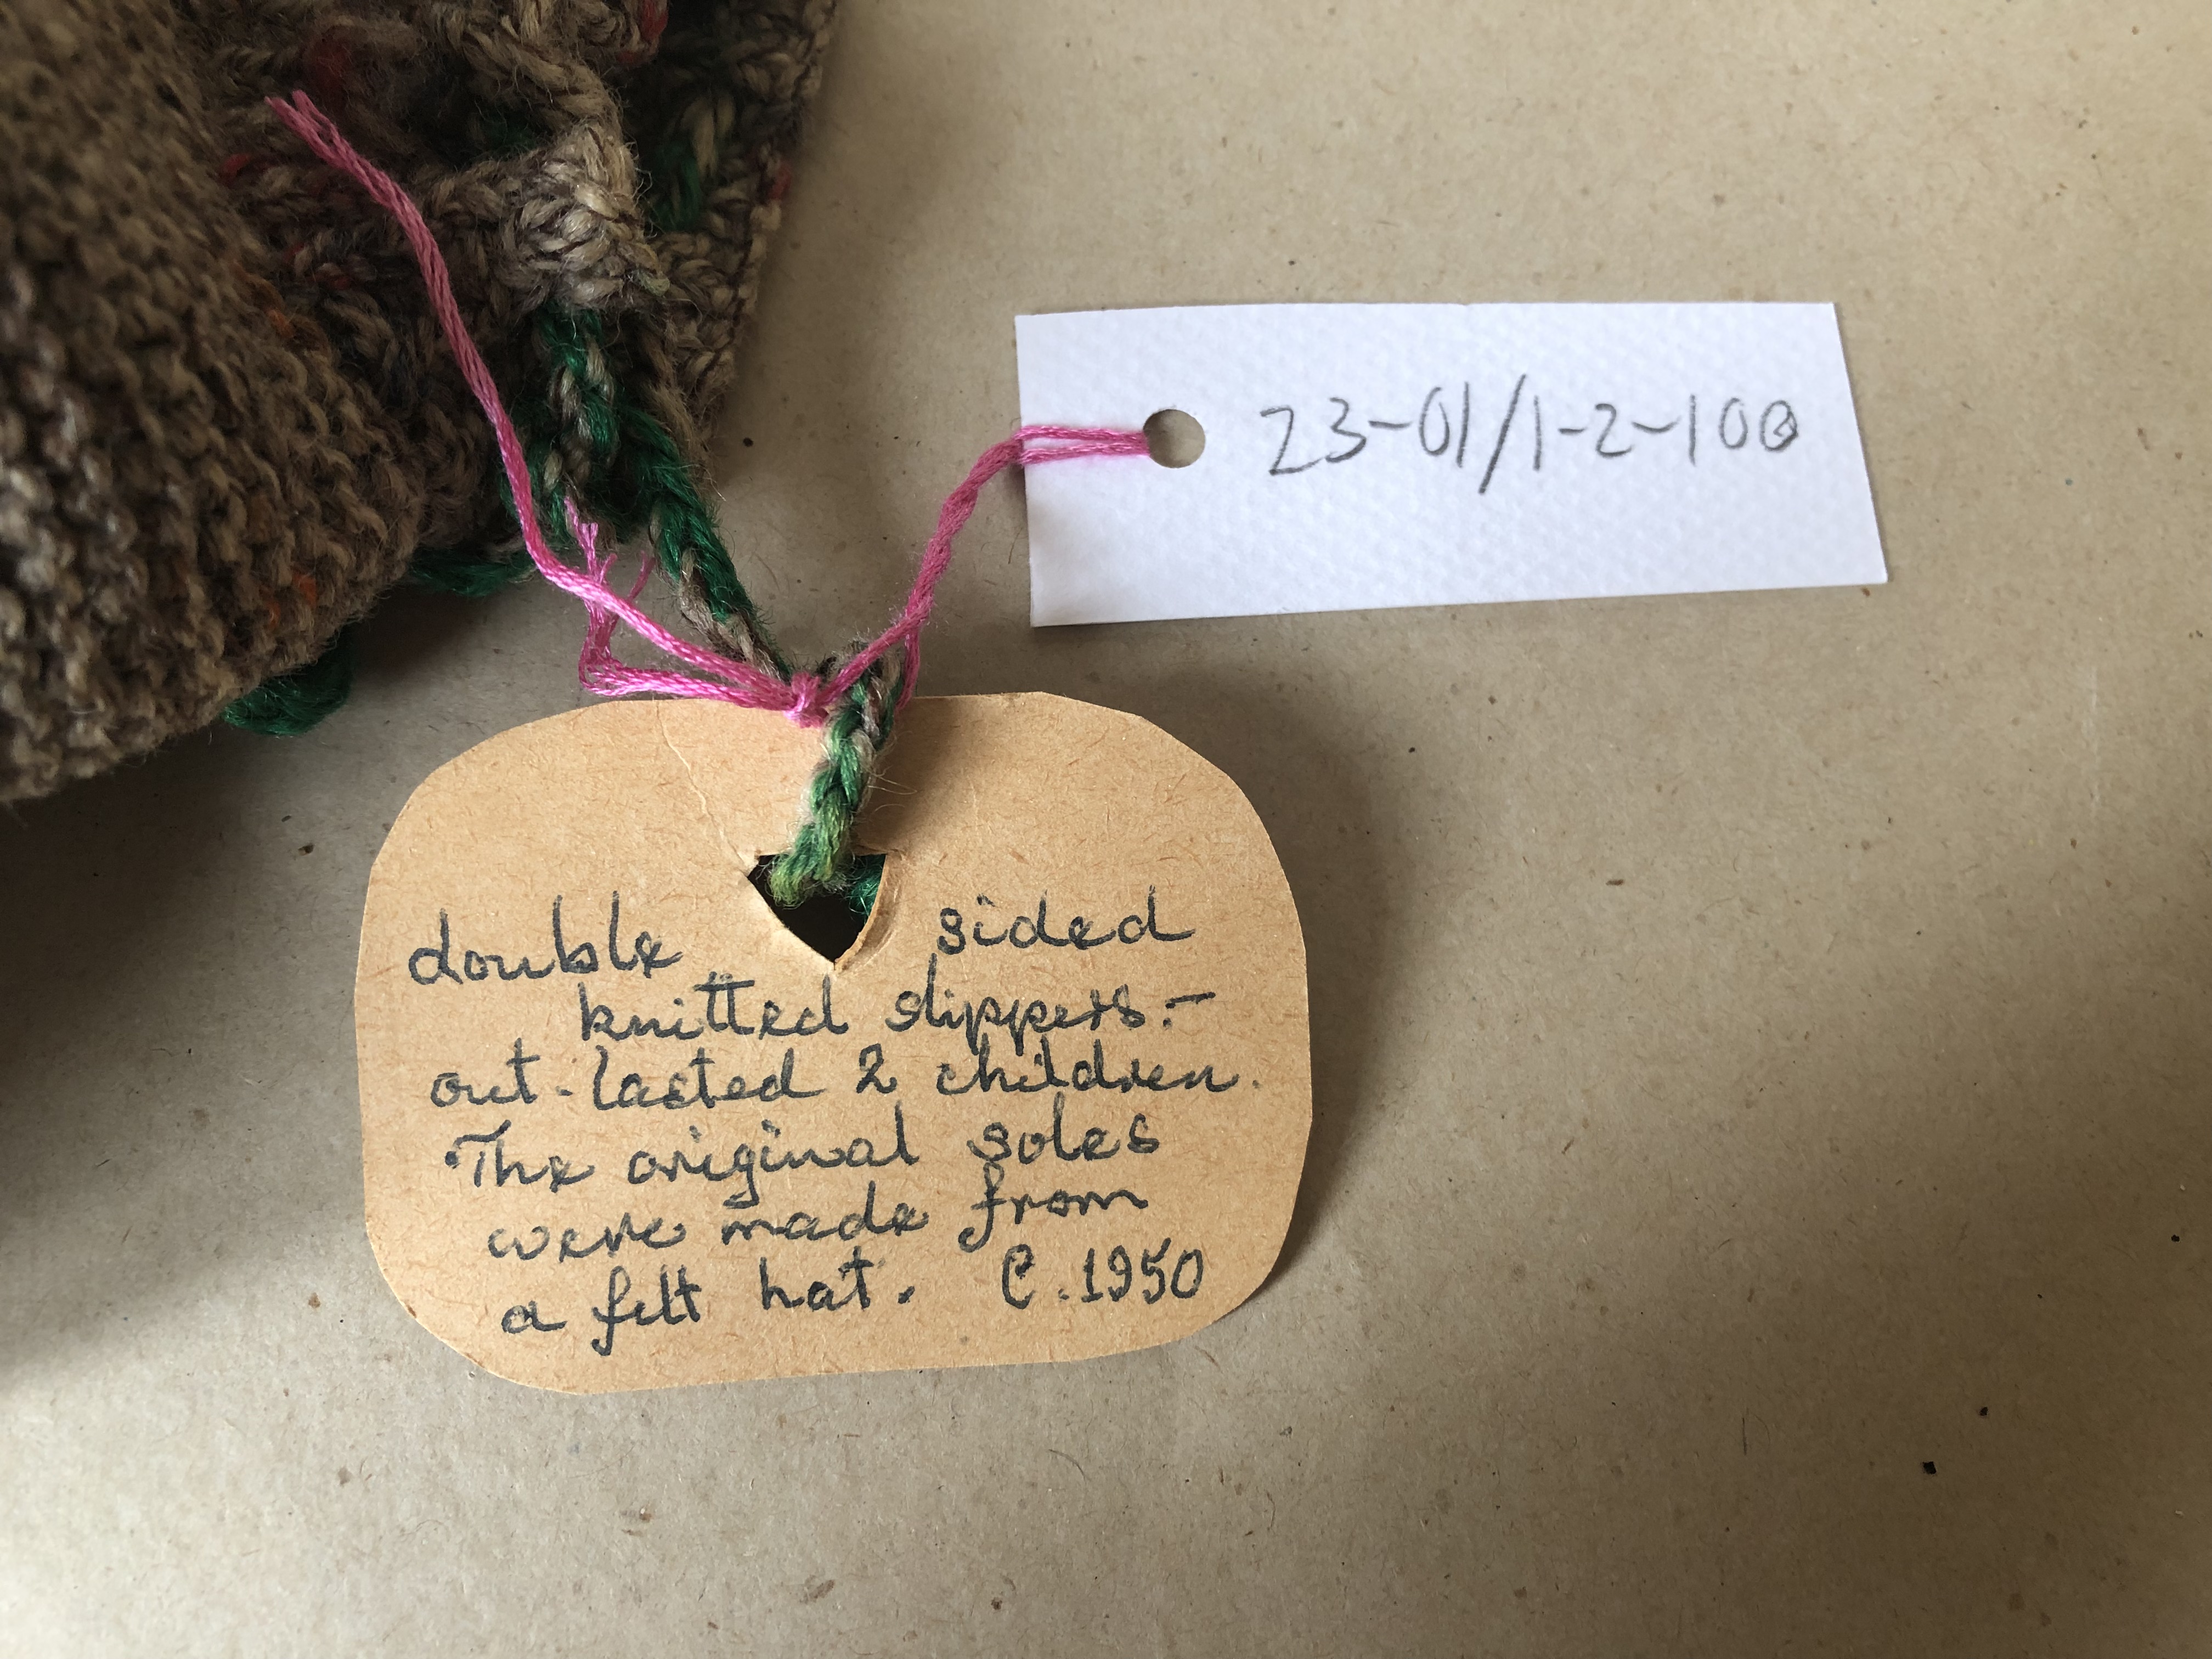 23-01/1-2-100
double sided
knitted slippers:-
out-lasted 2 children.
The original soles
were made from
a felt hat. C.1950